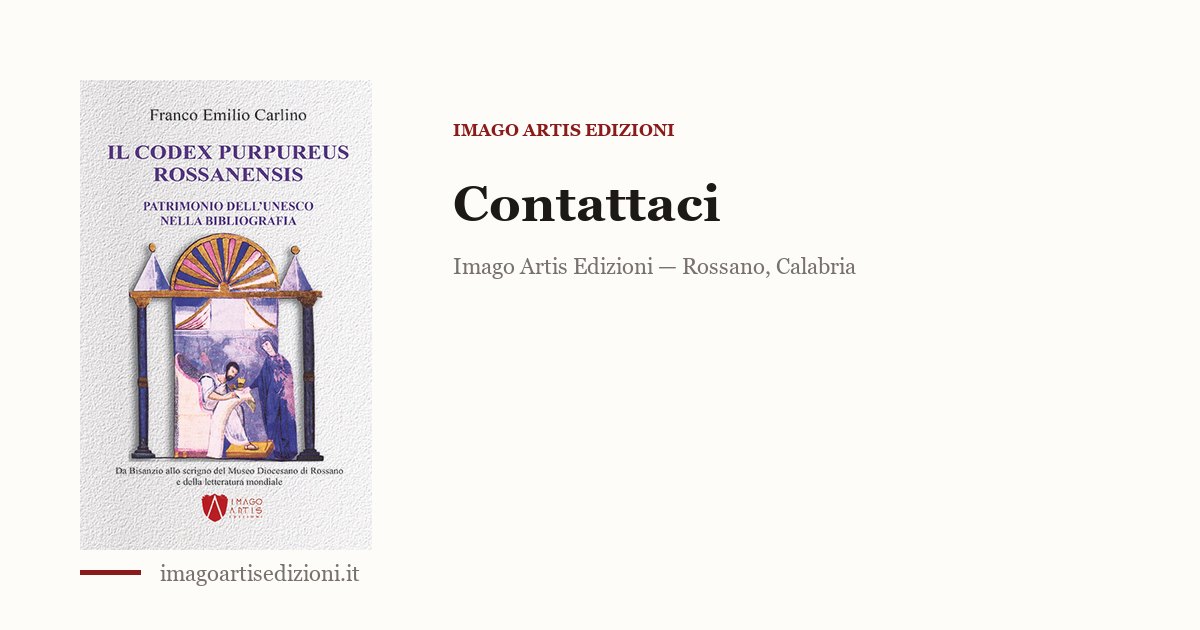 Franco Emilio Carlino
IL CODEX PURPUREUS
ROSSANENSIS
PATRIMONIO DELL'UNESCO
NELLA BIBLIOGRAFIA
Da Bisanzio allo scrigno del Museo Diocesano di Rossano
e della letteratura mondiale
IMAGO
ARTIS
EDIZIONI
IMAGO ARTIS EDIZIONI
Contattaci
Imago Artis Edizioni — Rossano, Calabria
imagoartisedizioni.it